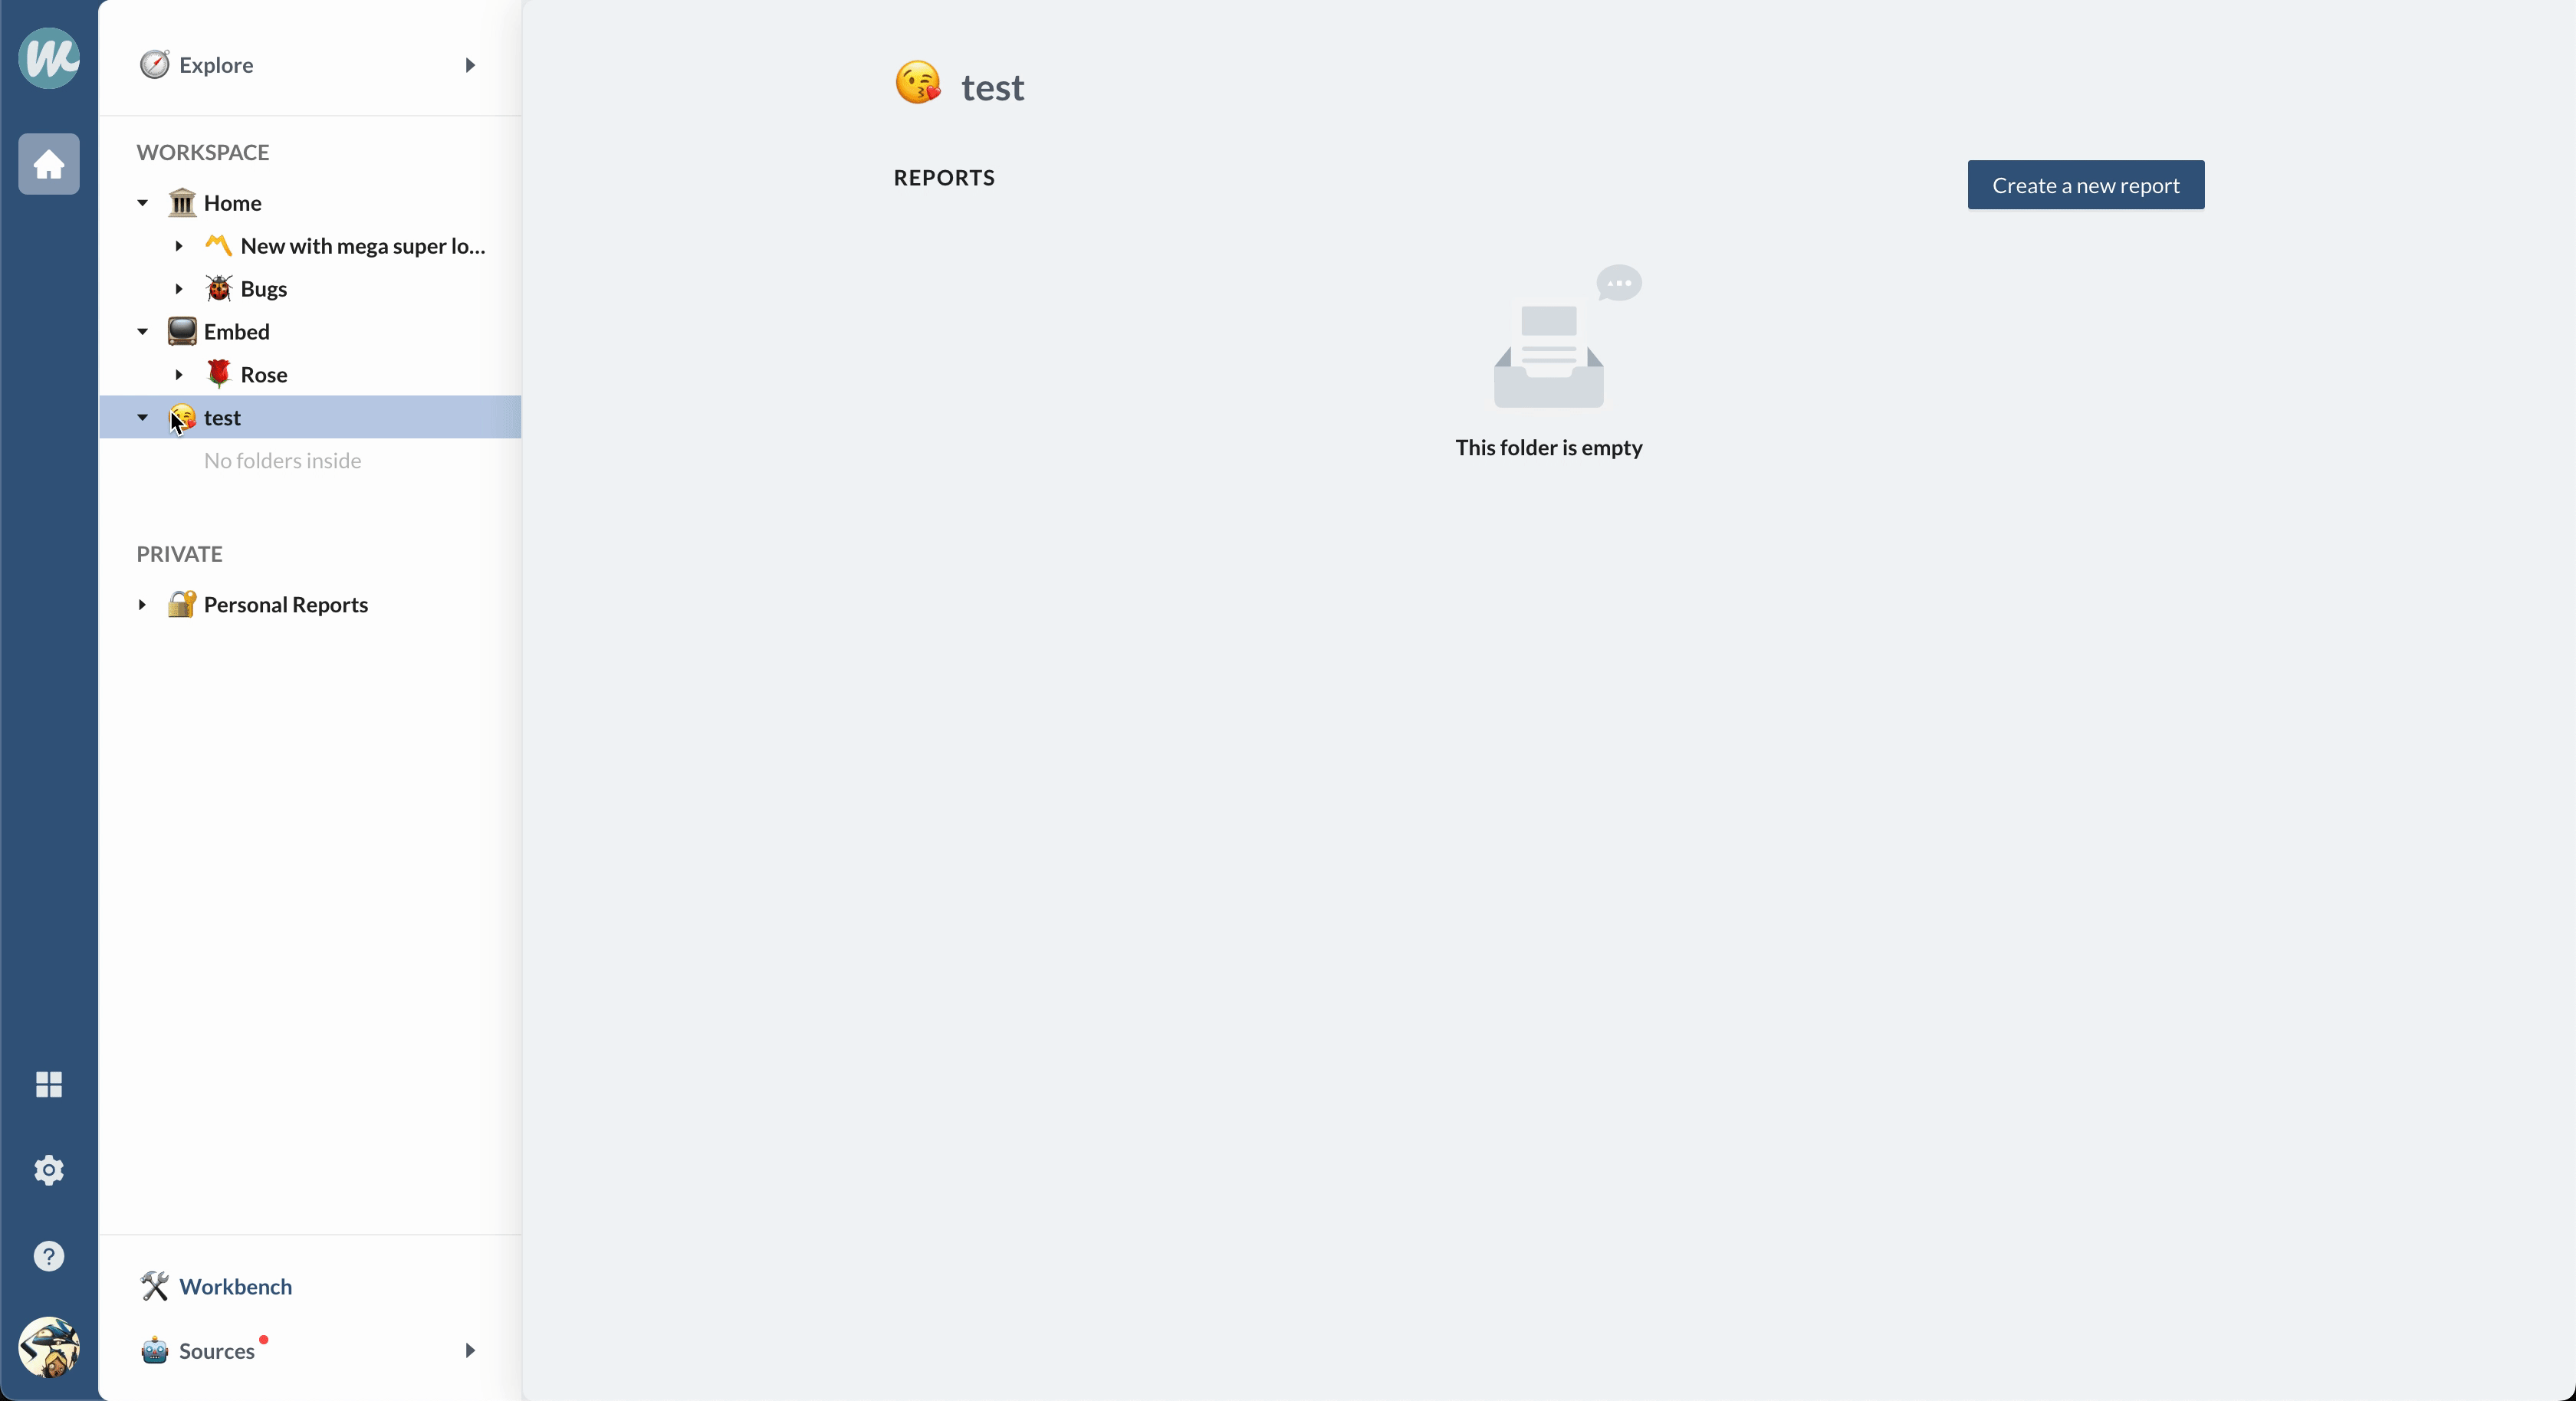 Explore
WORKSPACE
Home
New with mega super lo...
Bugs
Embed
Rose
test
No folders inside
PRIVATE
Personal Reports
Workbench
Sources
test
REPORTS
Create a new report
This folder is empty